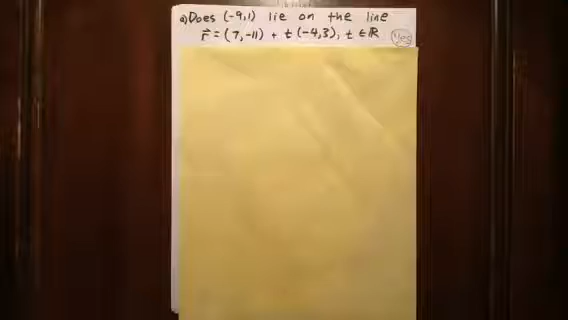 a) Does (-9,1) lie on the line
r⃗ = (7,-11) + t(-4,3), t ∈ ℝ